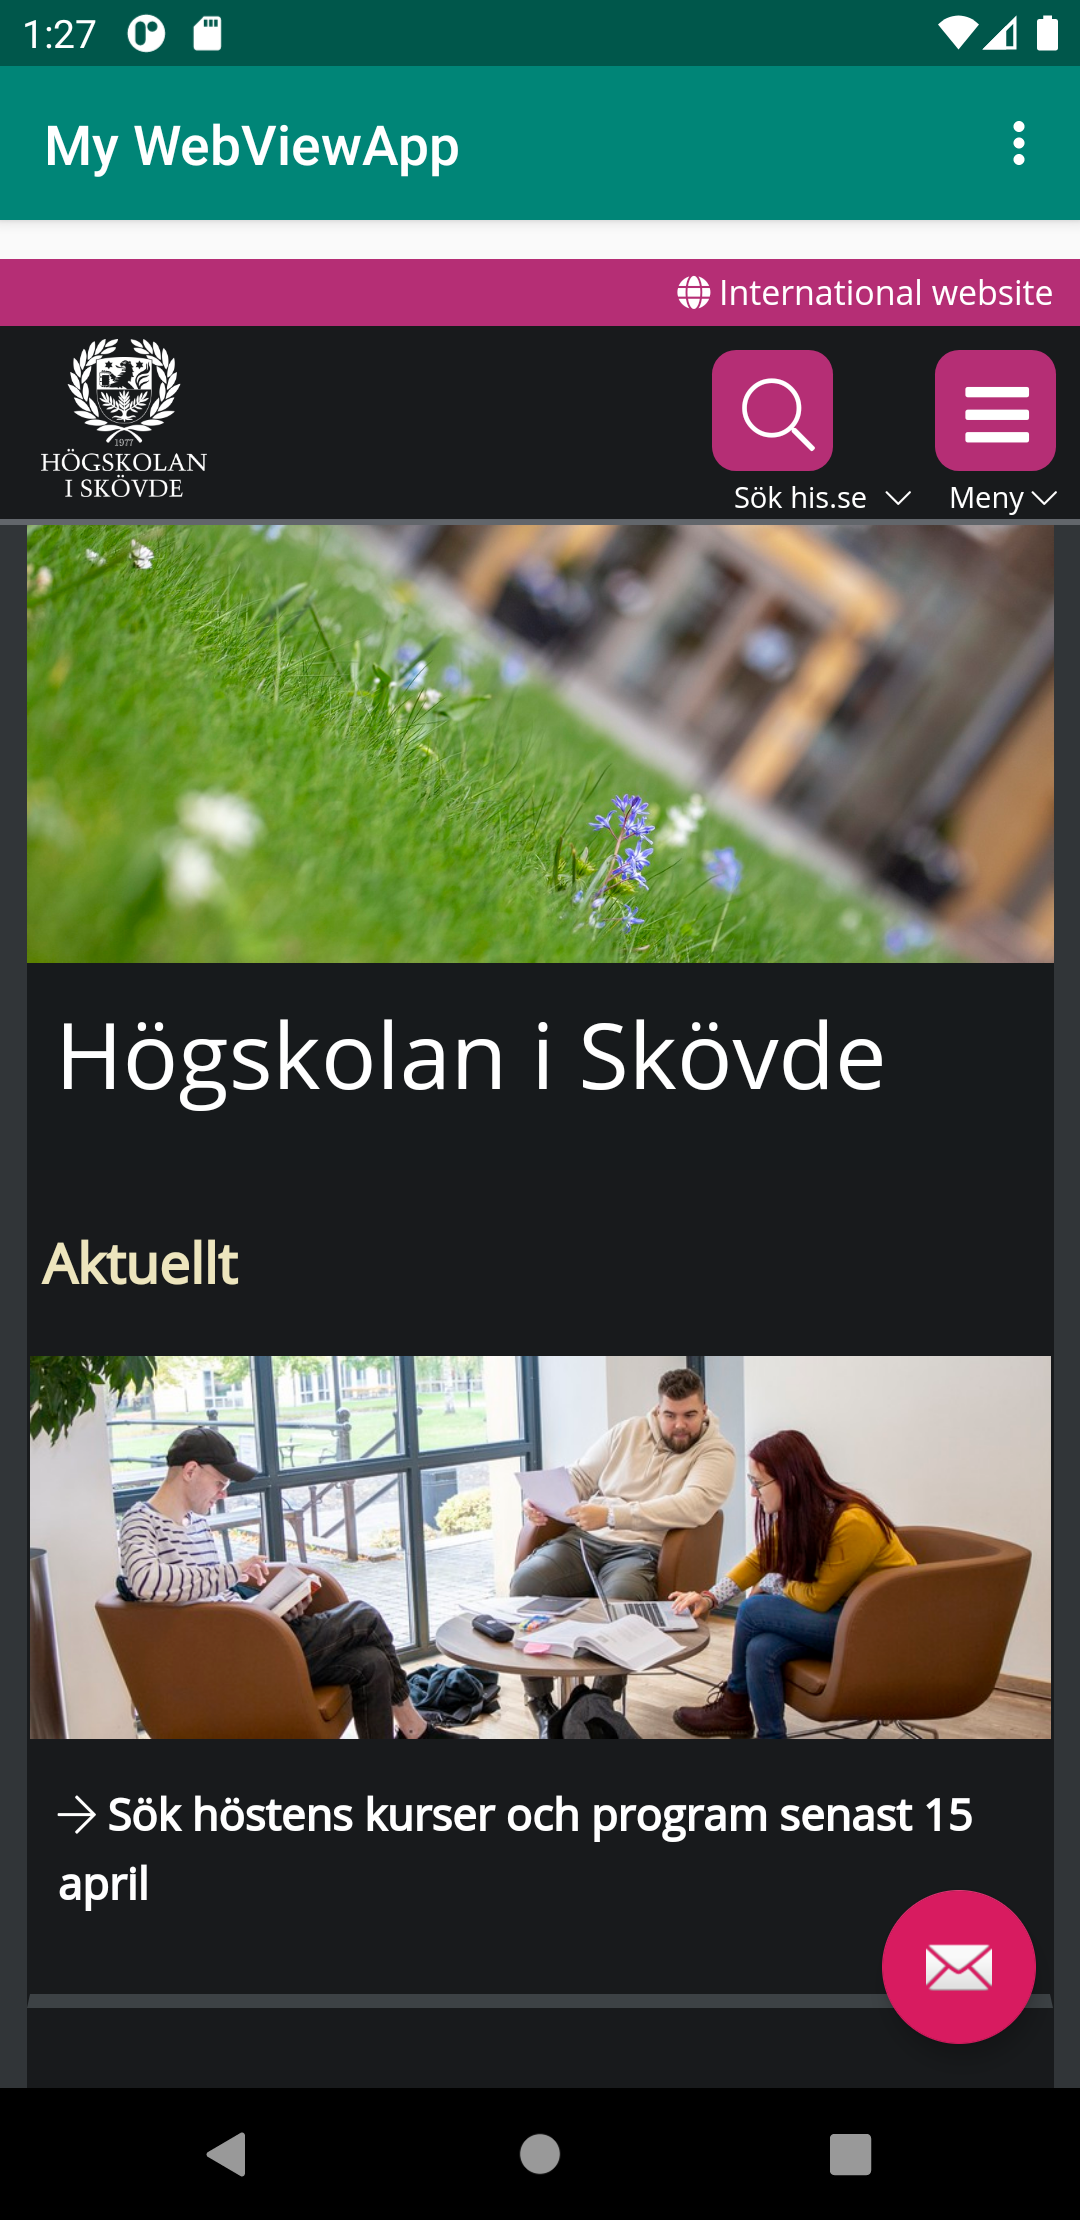 1:27
My WebViewApp
International website
1977
HÖGSKOLAN
I SKÖVDE
Sök his.se
Meny
Högskolan i Skövde
Aktuellt
Sök höstens kurser och program senast 15
april